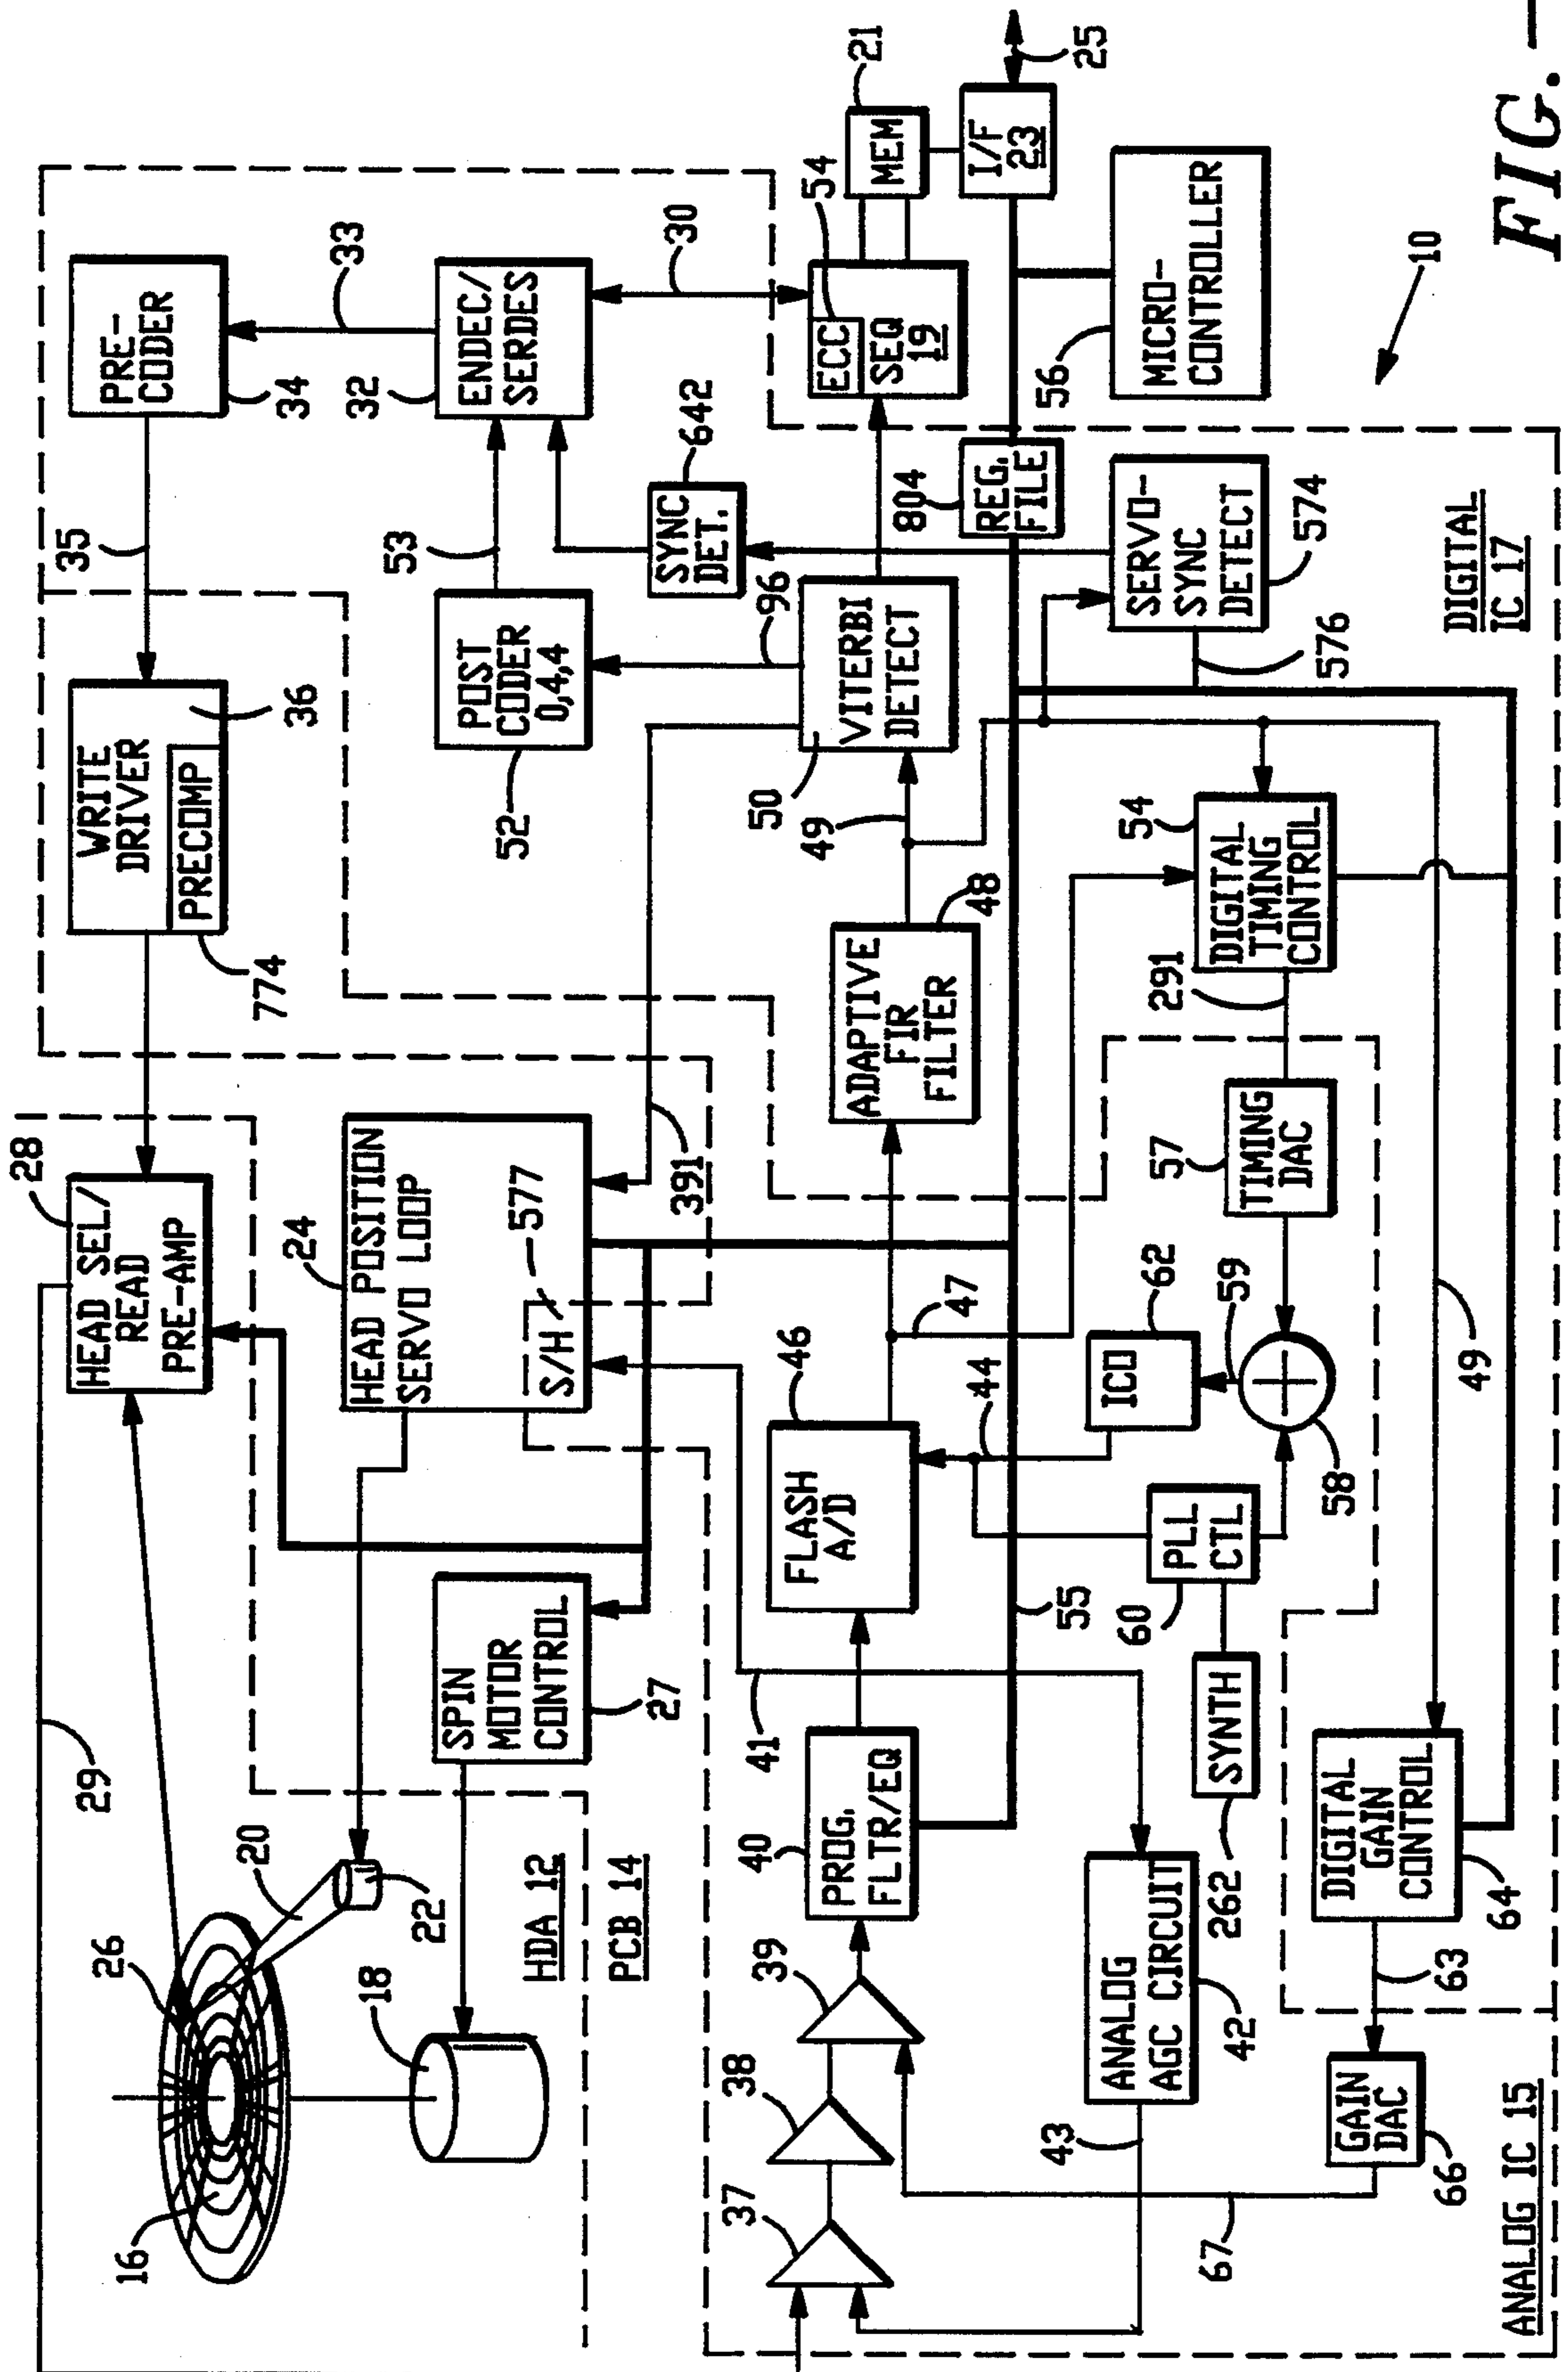 29
28
HEAD SEL/
READ
PRE-AMP
WRITE
DRIVER
PRECOMP
36
774
35
PRE-
CODER
34
33
26
16
20
22
18
HDA 12
PCB 14
SPIN
MOTOR
CONTROL
27
24
HEAD POSITION
SERVO LOOP
S/H
577
391
POST
CODER
0,4,4
52
53
ENDEC/
SERDES
32
SYNC
DET.
642
30
37
38
39
40
PROG.
FLTR/EQ
41
FLASH
A/D
46
47
ADAPTIVE
FIR
FILTER
48
49
50
VITERBI
DETECT
96
ECC
54
SEQ
19
MEM
21
I/F
23
25
804
REG.
FILE
55
44
43
ANALOG
AGC CIRCUIT
42
SYNTH
262
PLL
CTL
60
ICO
62
59
58
TIMING
DAC
57
291
DIGITAL
TIMING
CONTROL
54
SERVO-
SYNC
DETECT
574
576
56
MICRO-
CONTROLLER
10
67
GAIN
DAC
66
63
DIGITAL
GAIN
CONTROL
64
49
DIGITAL
IC 17
ANALOG IC 15
FIG.